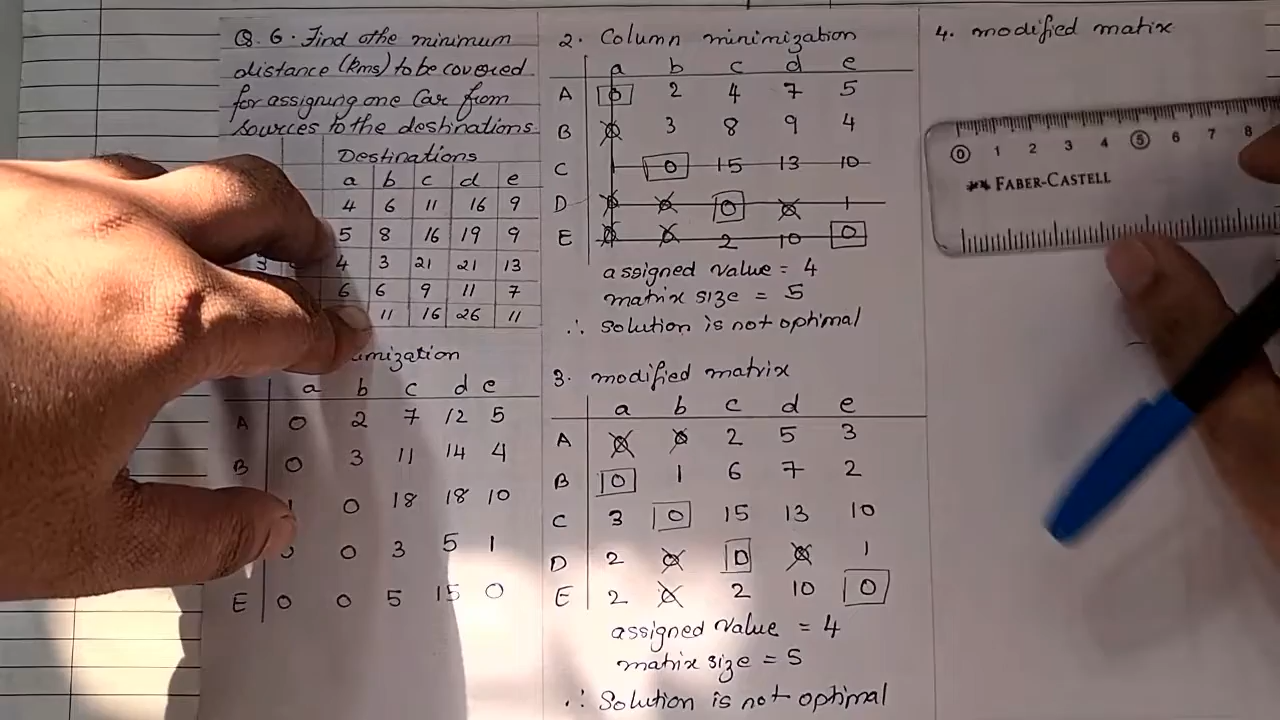 Q.6. Find the minimum
distance (kms) to be covered
for assigning one Car from
sources to the destinations.
Destinations
a b c d e
4 6 11 16 9
5 8 16 19 9
3 4 3 21 21 13
6 6 9 11 7
11 16 26 11
a b c d e
A 0 2 7 12 5
B 0 3 11 14 4
1 0 18 18 10
0 3 5 1
E 0 0 5 15 0
2. Column minimization
a b c d e
A 0 2 4 7 5
B 0 3 8 9 4
C 0 15 13 10
D 0 0 0 0 1
E 0 0 2 10 0
assigned value = 4
matrix size = 5
∴ Solution is not optimal
3. modified matrix
a b c d e
A 0 0 2 5 3
B 0 1 6 7 2
C 3 0 15 13 10
D 2 0 0 0 1
E 2 0 2 10 0
assigned value = 4
matrix size = 5
∴ Solution is not optimal
4. modified matix
0 1 2 3 4 5 6 7 8
FABER-CASTELL